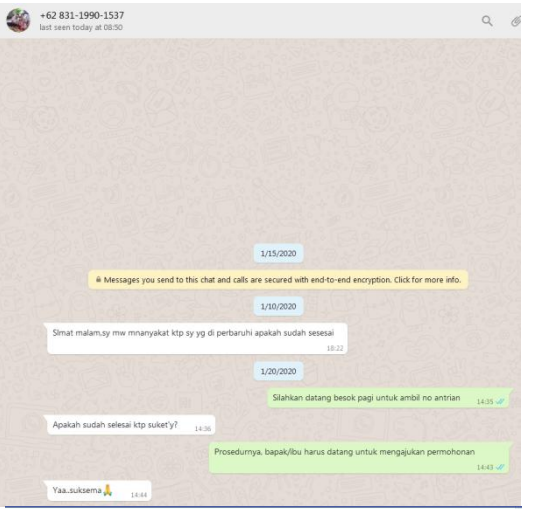 +62 831-1990-1537
last seen today at 08:50
1/15/2020
Messages you send to this chat and calls are secured with end-to-end encryption. Click for more info.
1/10/2020
Slmat malam,sy mw mnanyakat ktp sy yg di perbaruhi apakah sudah sesesai
18:22
1/20/2020
Silahkan datang besok pagi untuk ambil no antrian 14:35
Apakah sudah selesai ktp suket'y? 14:36
Prosedurnya, bapak/ibu harus datang untuk mengajukan permohonan
14:43
Yaa..suksema🙏 14:44